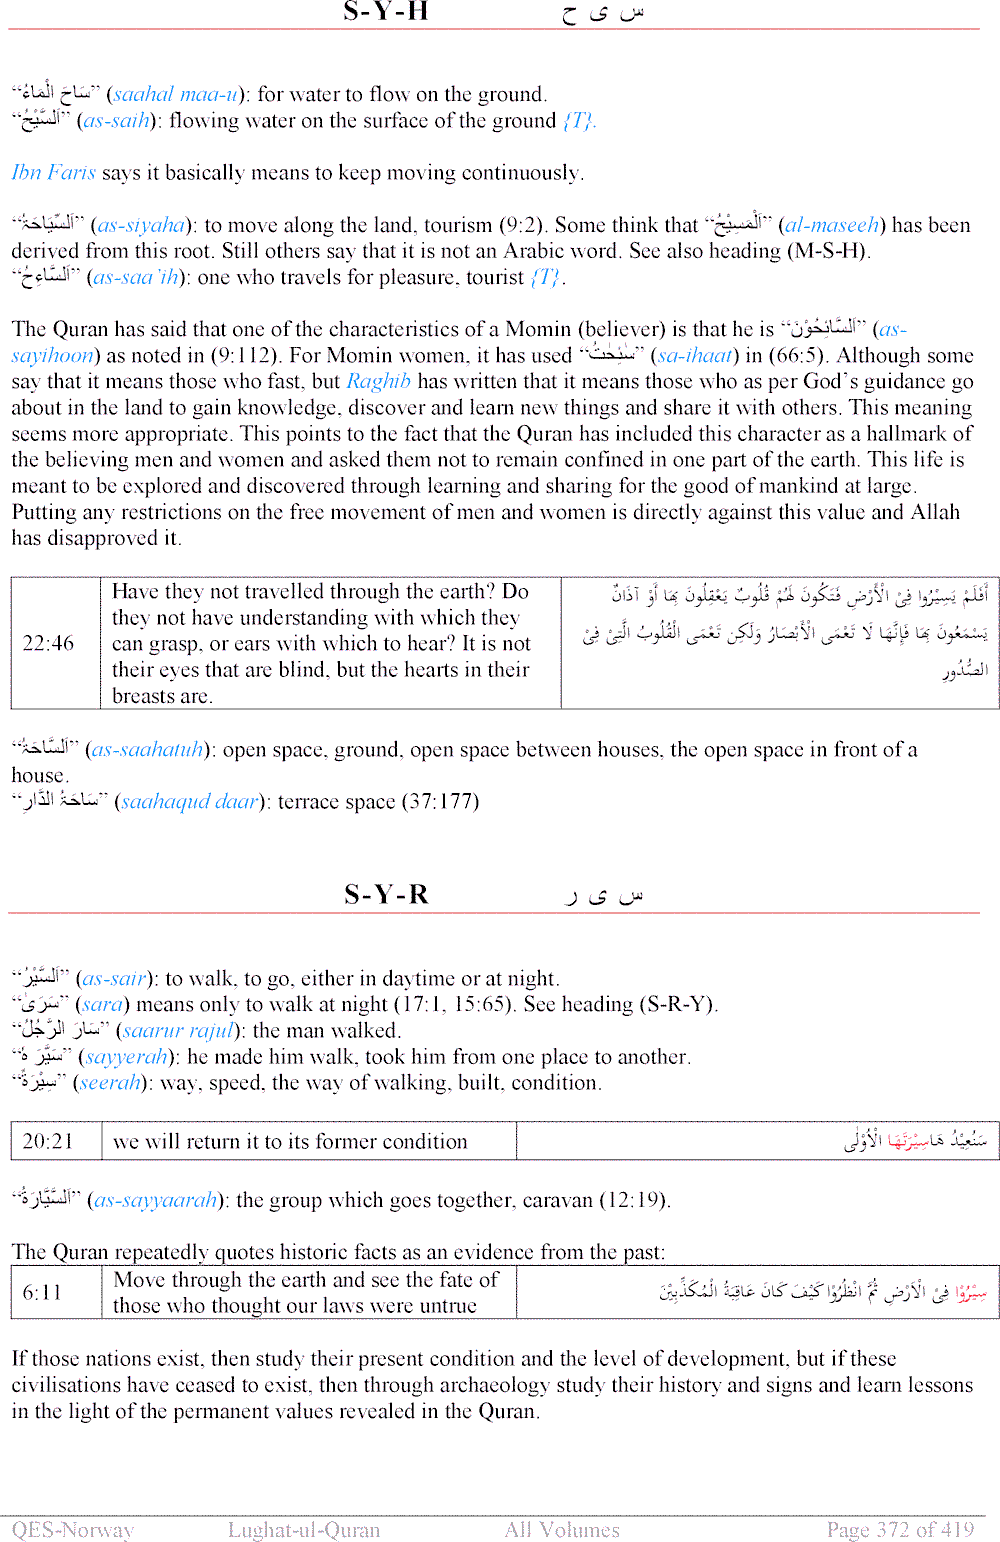 S-Y-H س ی ح
“سَاحَ الْمَاءُ” (saahal maa-u): for water to flow on the ground.
“اَلسَّيْحُ” (as-saih): flowing water on the surface of the ground {T}.
Ibn Faris says it basically means to keep moving continuously.
“اَلسِّيَاحَۃُ” (as-siyaha): to move along the land, tourism (9:2). Some think that “اَلْمَسِيْحُ” (al-maseeh) has been
derived from this root. Still others say that it is not an Arabic word. See also heading (M-S-H).
“اَلسَّاءِحُ” (as-saa’ih): one who travels for pleasure, tourist {T}.
The Quran has said that one of the characteristics of a Momin (believer) is that he is “اَلسَّائِحُوْنَ” (as-
sayihoon) as noted in (9:112). For Momin women, it has used “سٰئِحٰتٌ” (sa-ihaat) in (66:5). Although some
say that it means those who fast, but Raghib has written that it means those who as per God’s guidance go
about in the land to gain knowledge, discover and learn new things and share it with others. This meaning
seems more appropriate. This points to the fact that the Quran has included this character as a hallmark of
the believing men and women and asked them not to remain confined in one part of the earth. This life is
meant to be explored and discovered through learning and sharing for the good of mankind at large.
Putting any restrictions on the free movement of men and women is directly against this value and Allah
has disapproved it.
22:46
Have they not travelled through the earth? Do
they not have understanding with which they
can grasp, or ears with which to hear? It is not
their eyes that are blind, but the hearts in their
breasts are.
أَفَلَمْ يَسِيْرُوا فِیْ الْأَرْضِ فَتَكُونَ لَهُمْ قُلُوبٌ يَعْقِلُونَ بِهَا أَوْ آذَانٌ
يَسْمَعُونَ بِهَا فَإِنَّهَا لَا تَعْمَی الْأَبْصَارُ وَلَكِن تَعْمَی الْقُلُوبُ الَّتِیْ فِیْ
الصُّدُورِ
“اَلسَّاحَۃُ” (as-saahatuh): open space, ground, open space between houses, the open space in front of a
house.
“سَاحَۃُ الدَّارِ” (saahaqud daar): terrace space (37:177)
S-Y-R س ی ر
“اَلسَّيْرُ” (as-sair): to walk, to go, either in daytime or at night.
“سَرَیٰ” (sara) means only to walk at night (17:1, 15:65). See heading (S-R-Y).
“سَارَ الرَّجُلُ” (saarur rajul): the man walked.
“سَيَّرَ ہٗ” (sayyerah): he made him walk, took him from one place to another.
“سِيْرَۃٌ” (seerah): way, speed, the way of walking, built, condition.
20:21
we will return it to its former condition
سَنُعِيْدُ هَاسِيْرَتَهَا الْاُوْلٰی
“اَلسَّيَّارَۃُ” (as-sayyaarah): the group which goes together, caravan (12:19).
The Quran repeatedly quotes historic facts as an evidence from the past:
6:11
Move through the earth and see the fate of
those who thought our laws were untrue
سِيْرُوْا فِیْ الْاَرْضِ ثُمَّ انْظُرُوْا كَيْفَ كَانَ عَاقِبَۃُ الْمُكَذِّبِيْنَ
If those nations exist, then study their present condition and the level of development, but if these
civilisations have ceased to exist, then through archaeology study their history and signs and learn lessons
in the light of the permanent values revealed in the Quran.
QES-Norway Lughat-ul-Quran All Volumes Page 372 of 419